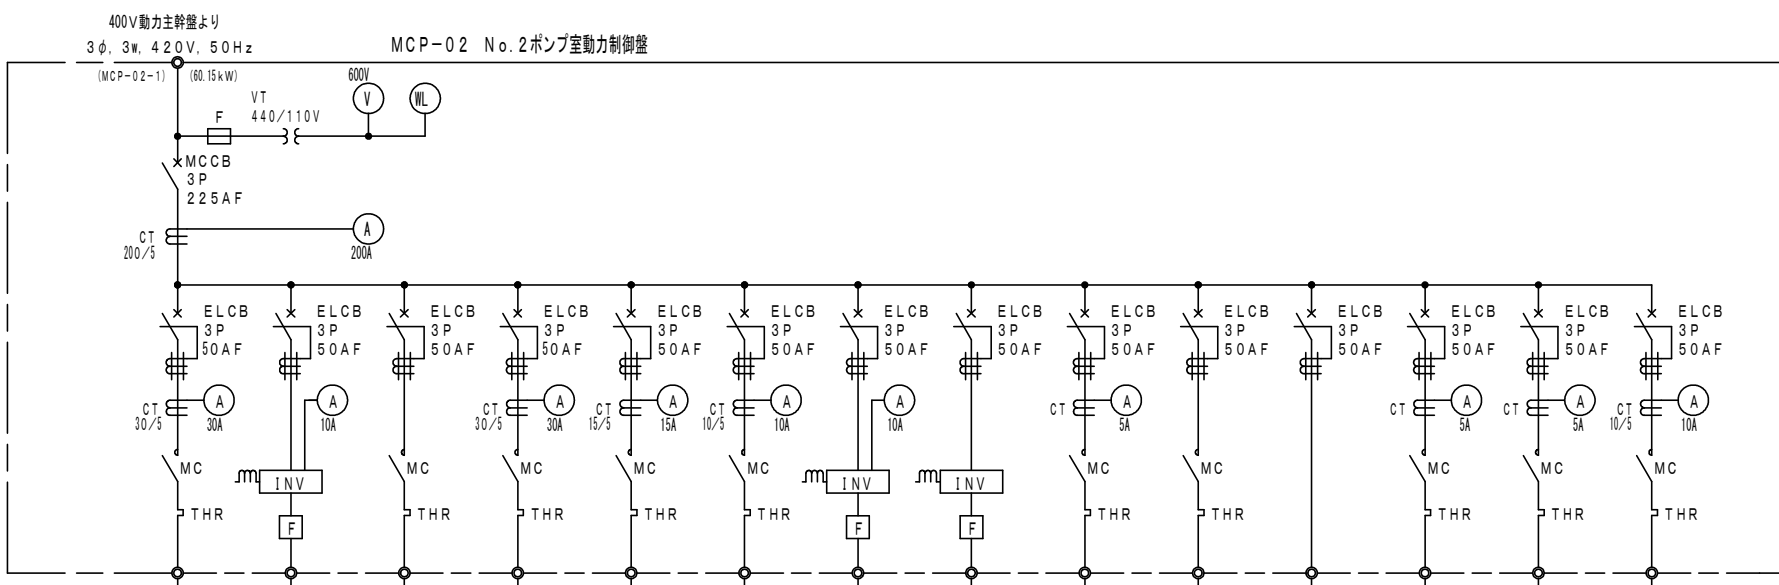 400V動力主幹盤より
3φ, 3w, 420V, 50Hz
MCP-02 No.2ポンプ室動力制御盤
(MCP-02-1) (60.15kW)
600V
V
WL
VT
440/110V
F
MCCB
3P
225AF
CT
200/5
A
200A
ELCB ELCB ELCB ELCB ELCB ELCB ELCB ELCB ELCB ELCB ELCB ELCB ELCB ELCB
3P 3P 3P 3P 3P 3P 3P 3P 3P 3P 3P 3P 3P 3P
50AF 50AF 50AF 50AF 50AF 50AF 50AF 50AF 50AF 50AF 50AF 50AF 50AF 50AF
CT A A CT A CT A CT A A CT A CT A CT A CT A
30/5 30A 10A 30/5 30A 15/5 15A 10/5 10A 10A 5A 5A 5A 10/5 10A
MC MC MC MC MC MC MC MC MC MC
INV INV INV
THR THR THR THR THR THR THR THR THR THR
F F F